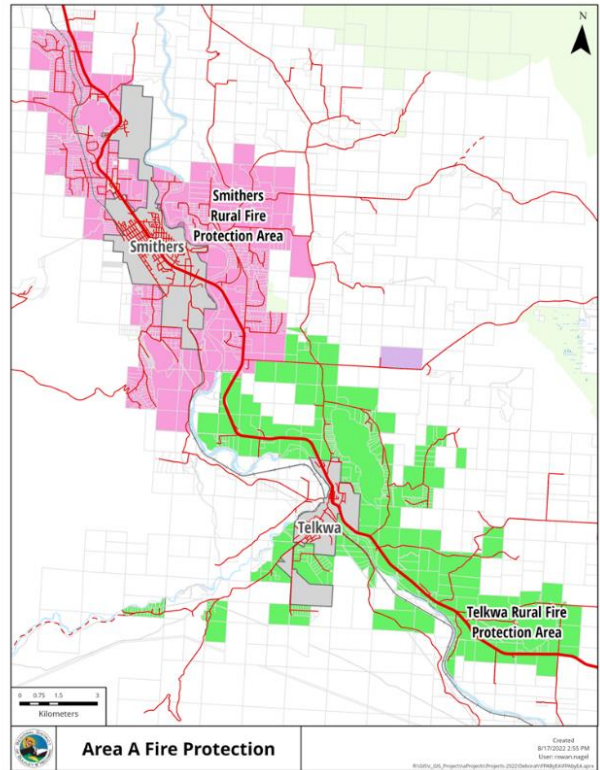 N
Smithers
Rural Fire
Protection Area
Smithers
Telkwa
Telkwa Rural Fire
Protection Area
0 0.75 1.5 3
Kilometers
Area A Fire Protection
Created
8/17/2022 2:55 PM
User: rowan.nagel